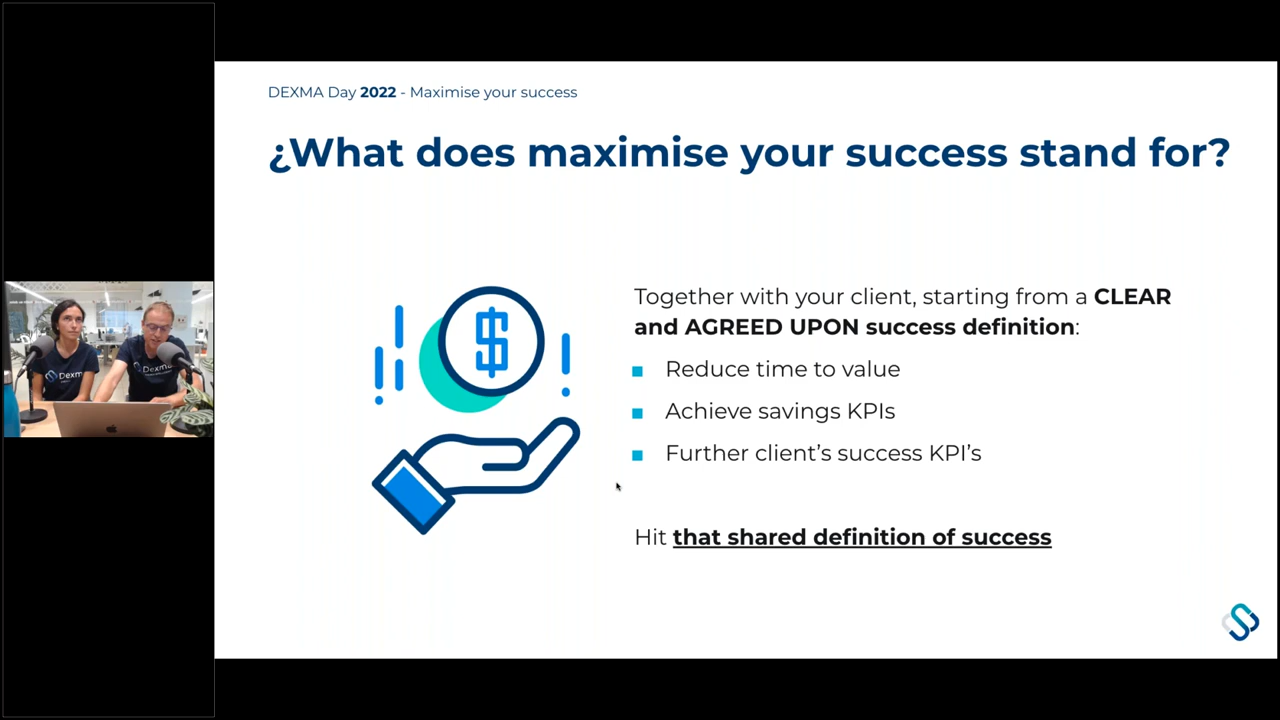 DEXMA Day 2022 - Maximise your success
¿What does maximise your success stand for?
Together with your client, starting from a CLEAR
and AGREED UPON success definition:
Reduce time to value
Achieve savings KPIs
Further client's success KPI's
Hit that shared definition of success
$
Dexm
Dexm